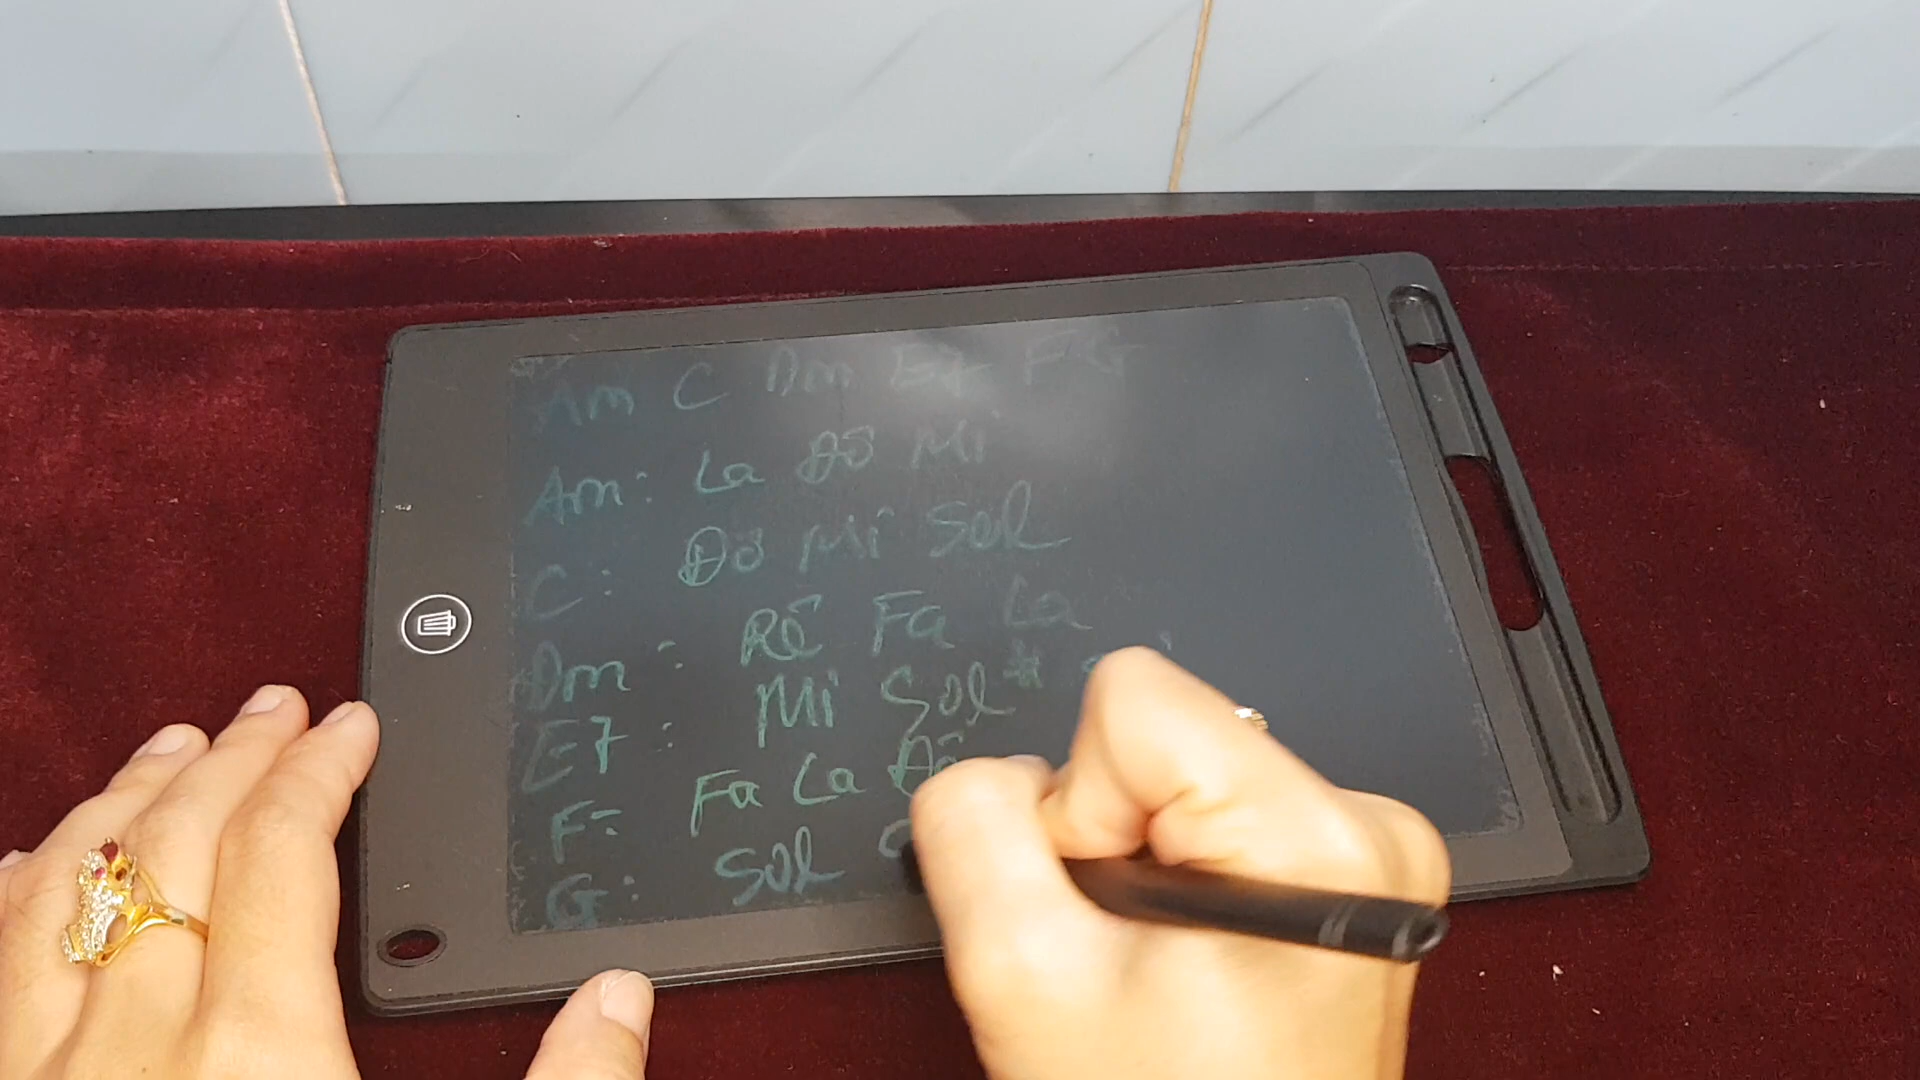 Am C Dm E7 F G
Am: La Đô Mi
C: Đô Mi Sol
Dm: Rê Fa La
E7: Mi Sol#
F: Fa La Đô
G: Sol